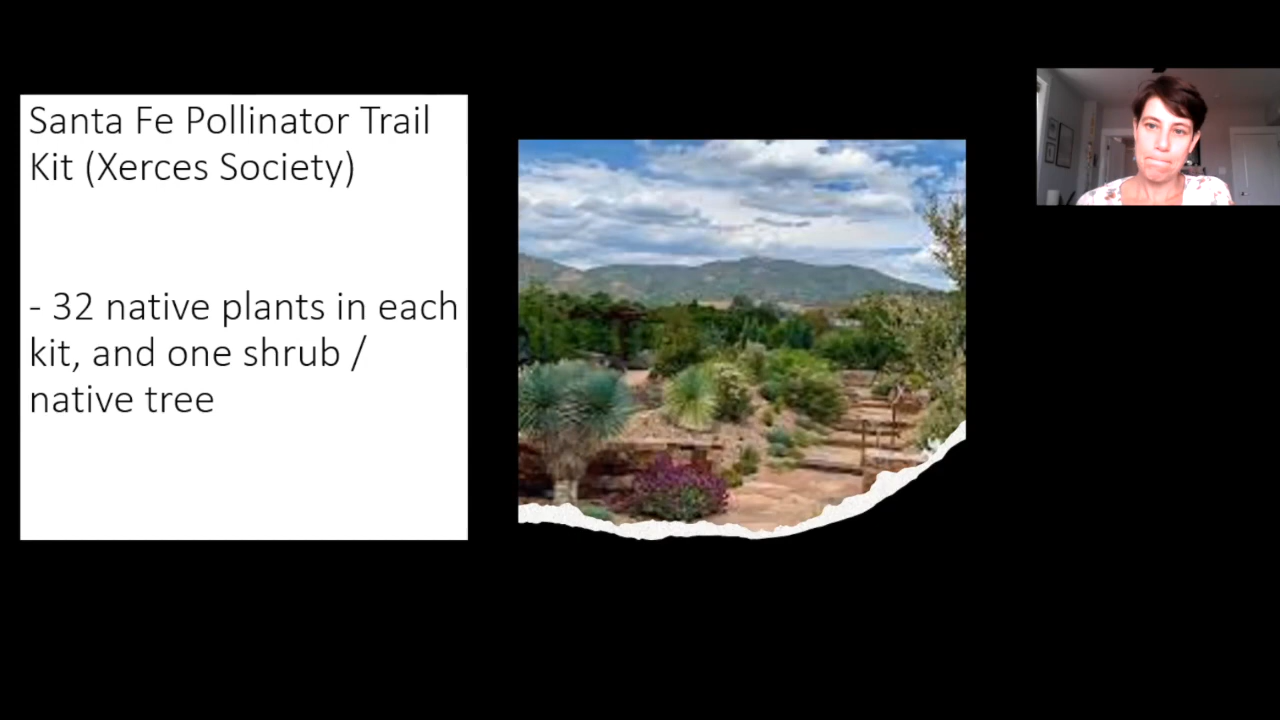 Santa Fe Pollinator Trail
Kit (Xerces Society)
- 32 native plants in each
kit, and one shrub /
native tree